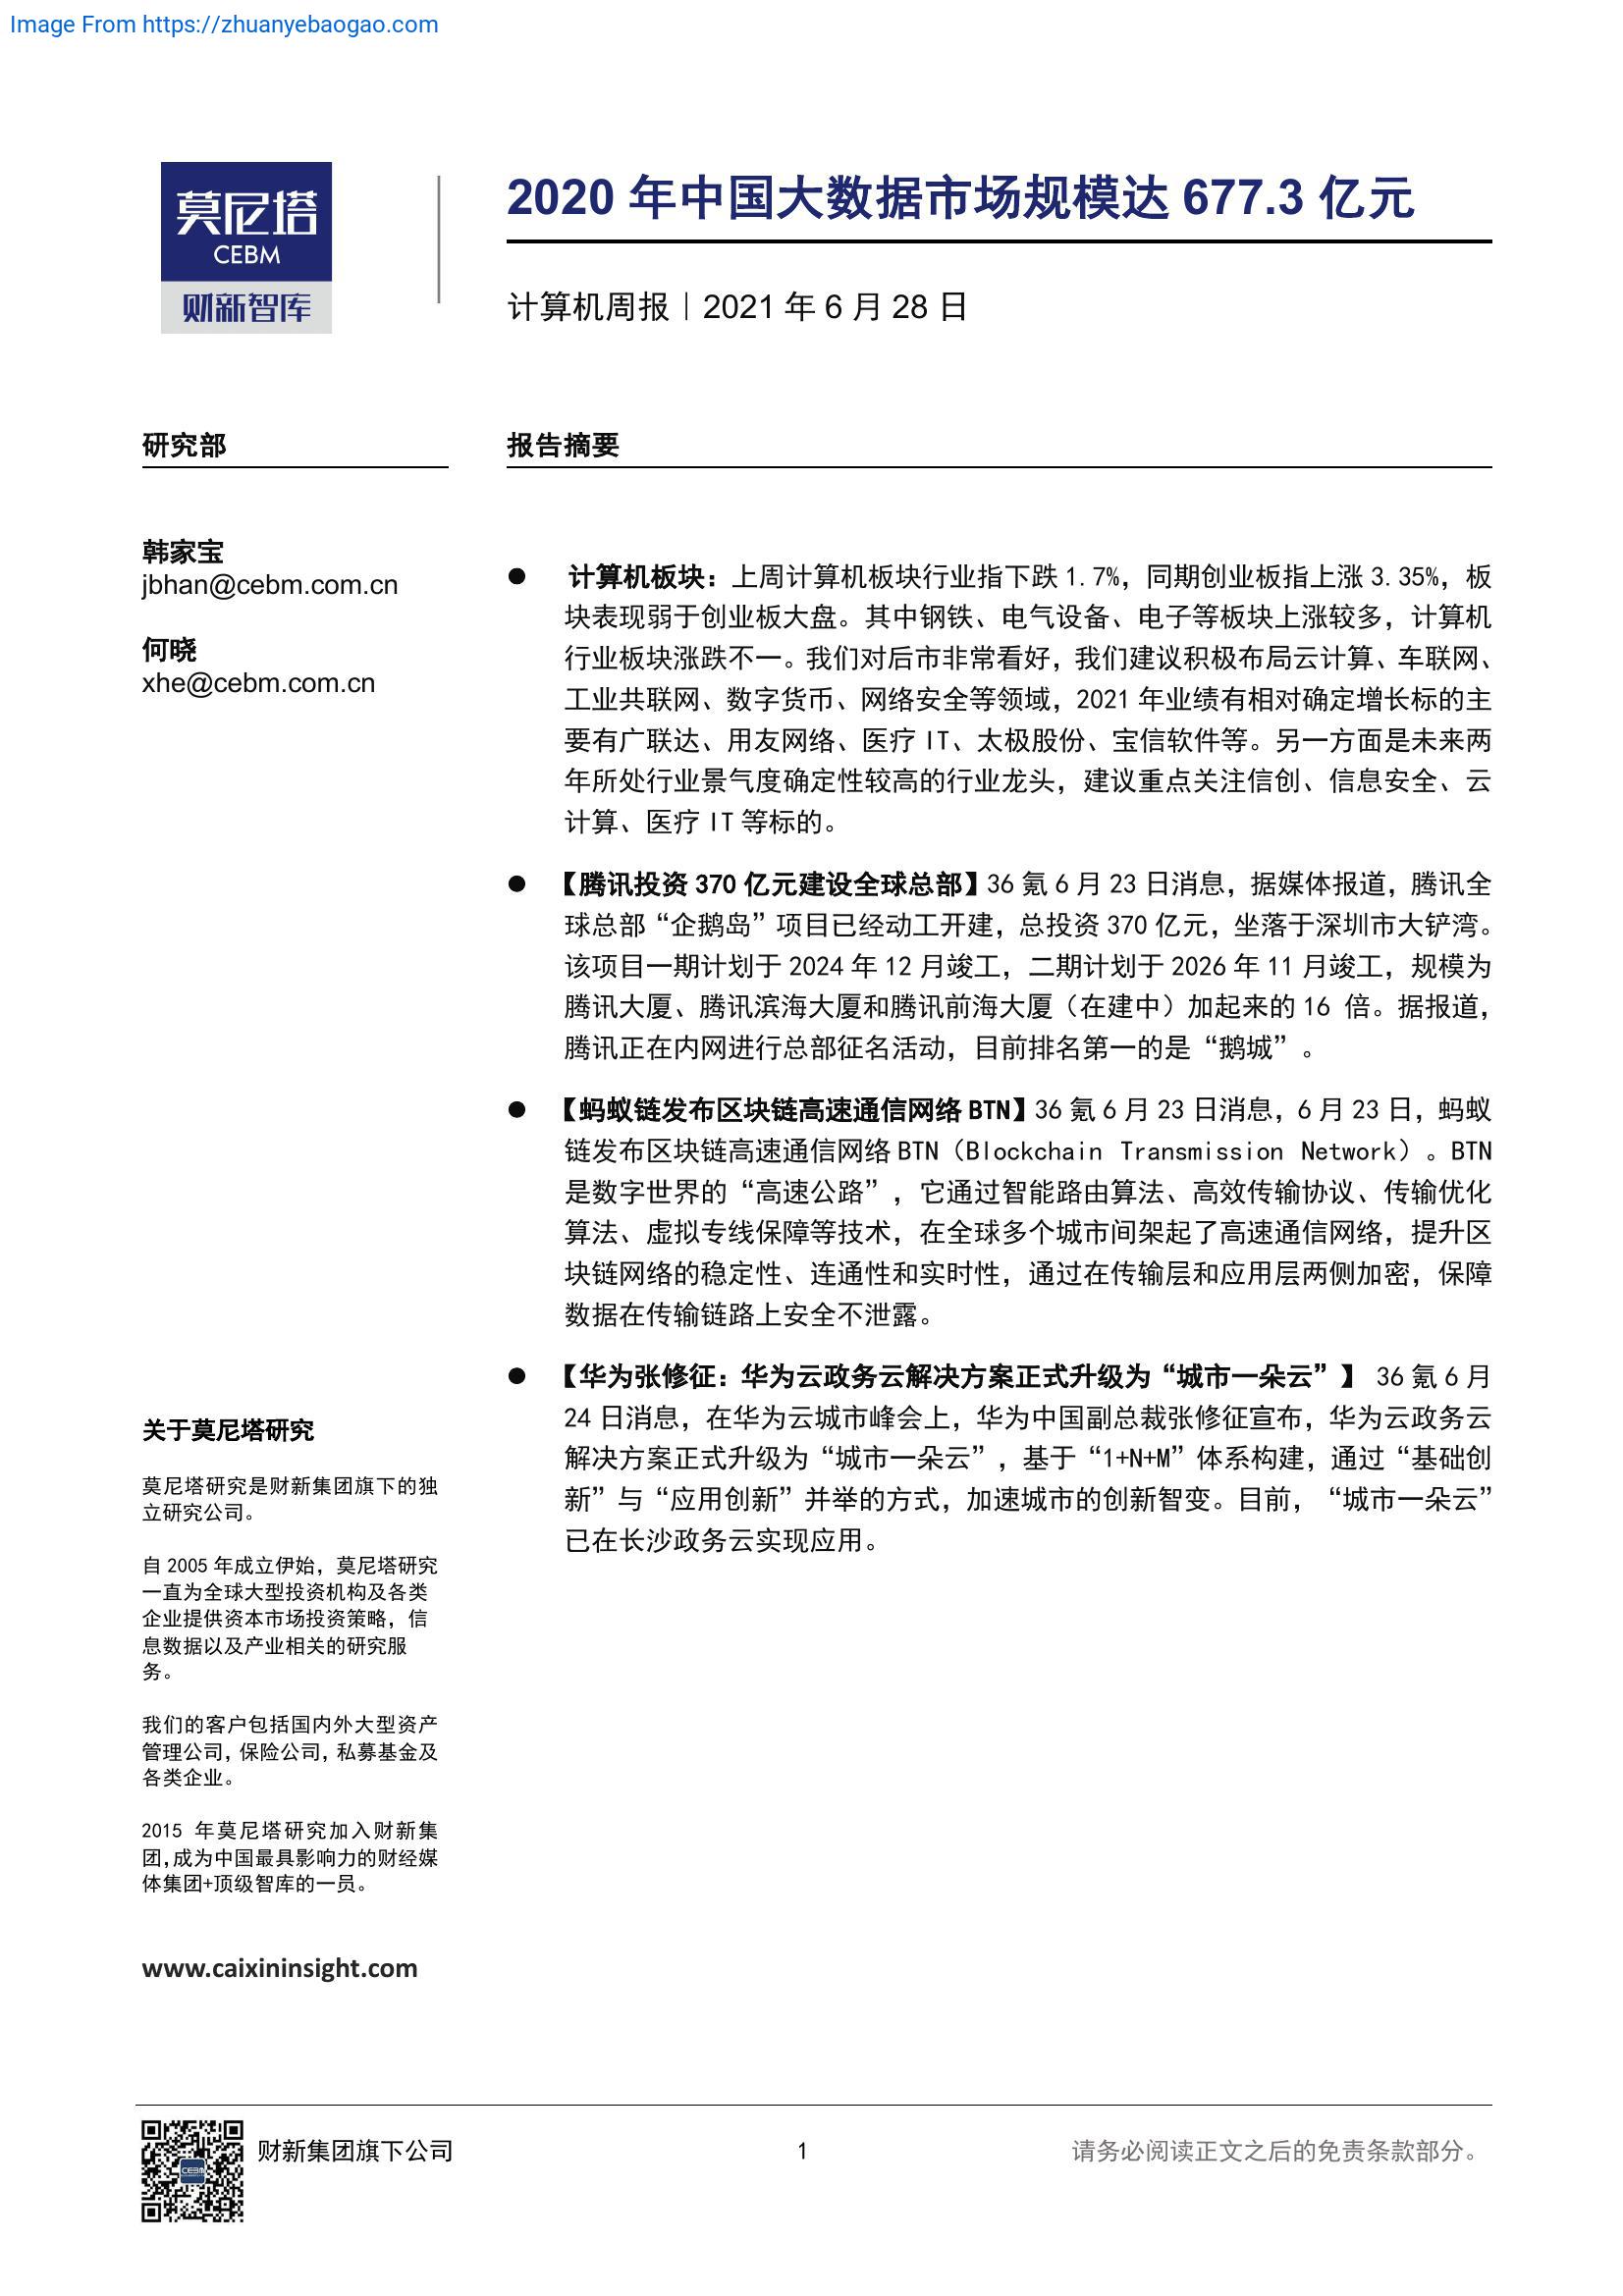 Image From https://zhuanyebaogao.com
莫尼塔
CEBM
财新智库
2020 年中国大数据市场规模达 677.3 亿元
计算机周报｜2021 年 6 月 28 日
研究部
韩家宝
jbhan@cebm.com.cn
何晓
xhe@cebm.com.cn
报告摘要
● 计算机板块：上周计算机板块行业指下跌 1.7%，同期创业板指上涨 3.35%，板
块表现弱于创业板大盘。其中钢铁、电气设备、电子等板块上涨较多，计算机
行业板块涨跌不一。我们对后市非常看好，我们建议积极布局云计算、车联网、
工业共联网、数字货币、网络安全等领域，2021 年业绩有相对确定增长标的主
要有广联达、用友网络、医疗 IT、太极股份、宝信软件等。另一方面是未来两
年所处行业景气度确定性较高的行业龙头，建议重点关注信创、信息安全、云
计算、医疗 IT 等标的。
● 【腾讯投资 370 亿元建设全球总部】36 氪 6 月 23 日消息，据媒体报道，腾讯全
球总部“企鹅岛”项目已经动工开建，总投资 370 亿元，坐落于深圳市大铲湾。
该项目一期计划于 2024 年 12 月竣工，二期计划于 2026 年 11 月竣工，规模为
腾讯大厦、腾讯滨海大厦和腾讯前海大厦（在建中）加起来的 16 倍。据报道，
腾讯正在内网进行总部征名活动，目前排名第一的是“鹅城”。
● 【蚂蚁链发布区块链高速通信网络 BTN】36 氪 6 月 23 日消息，6 月 23 日，蚂蚁
链发布区块链高速通信网络 BTN（Blockchain Transmission Network）。BTN
是数字世界的“高速公路”，它通过智能路由算法、高效传输协议、传输优化
算法、虚拟专线保障等技术，在全球多个城市间架起了高速通信网络，提升区
块链网络的稳定性、连通性和实时性，通过在传输层和应用层两侧加密，保障
数据在传输链路上安全不泄露。
● 【华为张修征：华为云政务云解决方案正式升级为“城市一朵云”】 36 氪 6 月
24 日消息，在华为云城市峰会上，华为中国副总裁张修征宣布，华为云政务云
解决方案正式升级为“城市一朵云”，基于“1+N+M”体系构建，通过“基础创
新”与“应用创新”并举的方式，加速城市的创新智变。目前，“城市一朵云”
已在长沙政务云实现应用。
关于莫尼塔研究
莫尼塔研究是财新集团旗下的独
立研究公司。
自 2005 年成立伊始，莫尼塔研究
一直为全球大型投资机构及各类
企业提供资本市场投资策略，信
息数据以及产业相关的研究服
务。
我们的客户包括国内外大型资产
管理公司，保险公司，私募基金及
各类企业。
2015 年莫尼塔研究加入财新集
团，成为中国最具影响力的财经媒
体集团+顶级智库的一员。
www.caixininsight.com
CEBM
财新集团旗下公司
1
请务必阅读正文之后的免责条款部分。